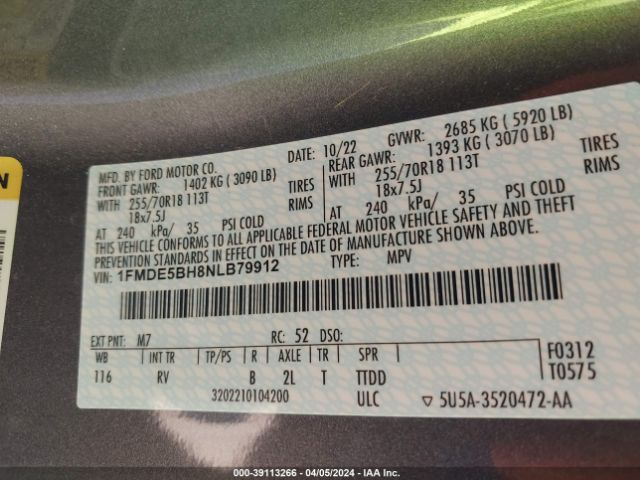 N
MFD. BY FORD MOTOR CO.
DATE: 10/22 GVWR: 2685 KG ( 5920 LB)
FRONT GAWR: 1402 KG ( 3090 LB) REAR GAWR: 1393 KG ( 3070 LB)
WITH 255/70R18 113T TIRES WITH 255/70R18 113T TIRES
18x7.5J RIMS 18x7.5J RIMS
AT 240 kPa/ 35 PSI COLD AT 240 kPa/ 35 PSI COLD
THIS VEHICLE CONFORMS TO ALL APPLICABLE FEDERAL MOTOR VEHICLE SAFETY AND THEFT
PREVENTION STANDARDS IN EFFECT ON THE DATE OF MANUFACTURE SHOWN ABOVE.
VIN: 1FMDE5BH8NLB79912 TYPE: MPV
EXT PNT: M7 RC: 52 DSO:
WB INT TR TP/PS R AXLE TR SPR F0312
116 RV B 2L T TTDD T0575
3202210104200 ULC ▽ 5U5A-3520472-AA
000-39113266 - 04/05/2024 - IAA Inc.